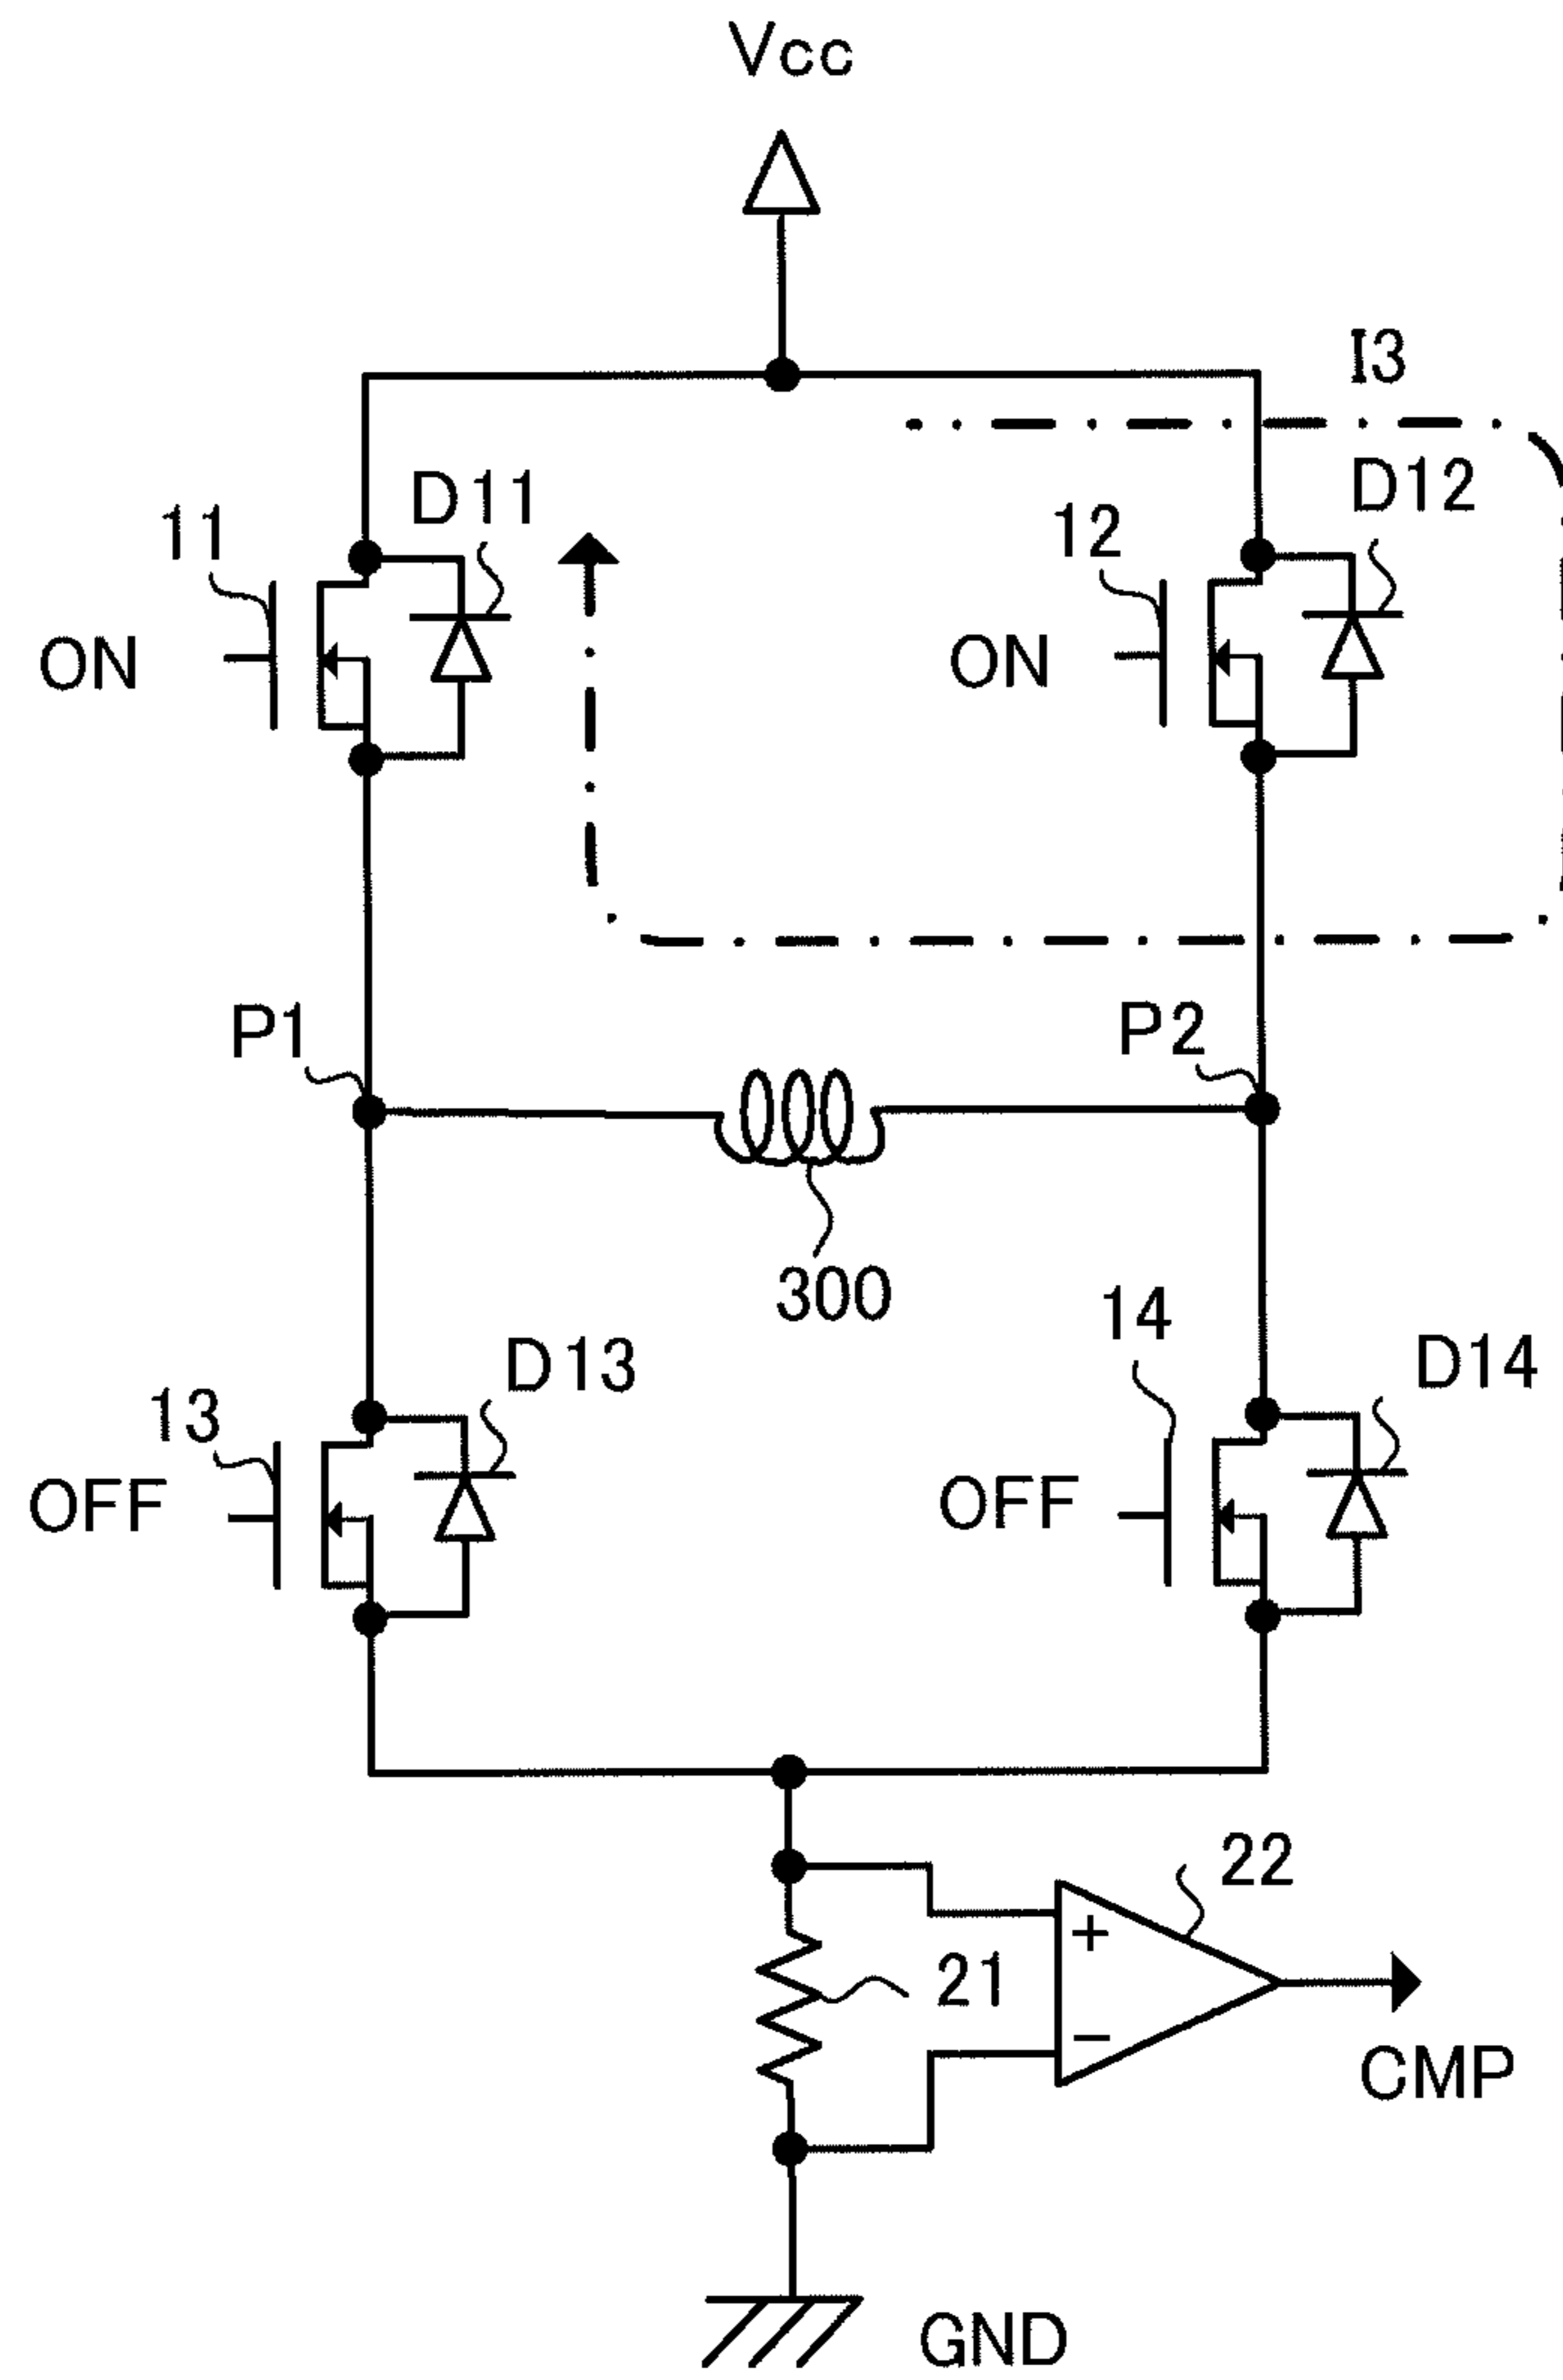 Vcc
I3
D11
D12
11
12
ON
ON
P1
P2
300
14
D13
D14
13
OFF
OFF
22
+
21
−
CMP
GND